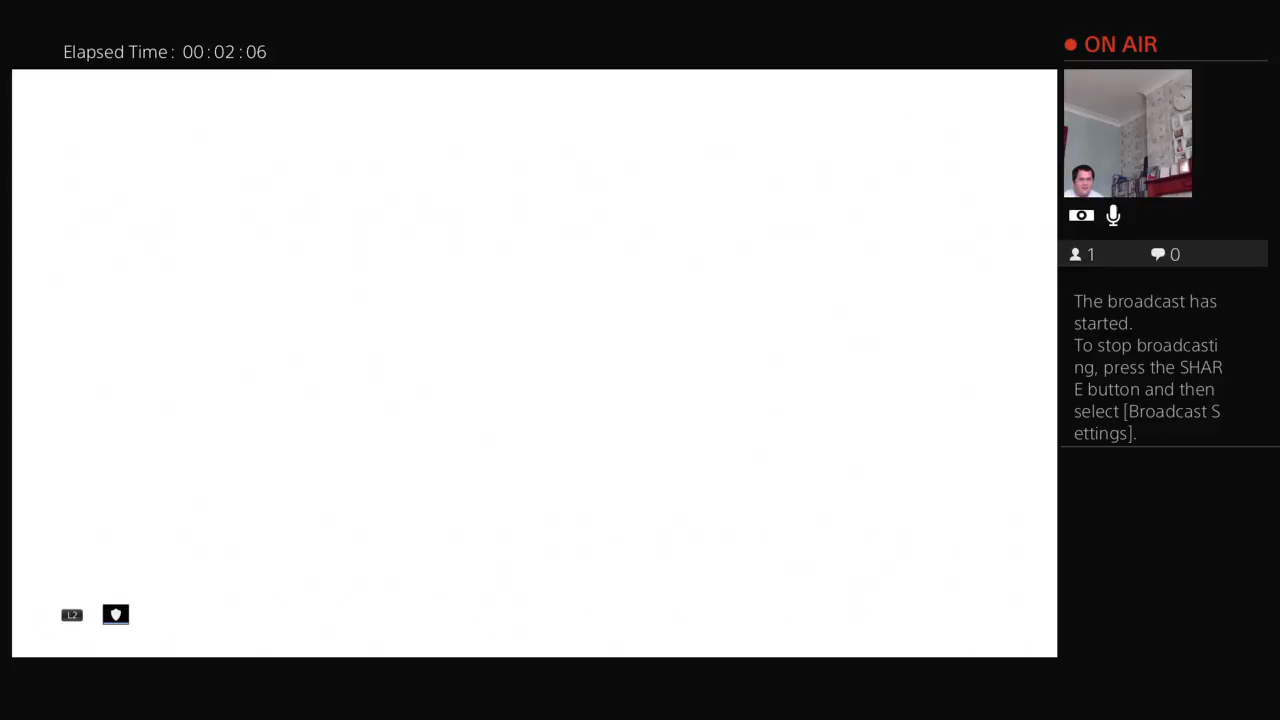 Elapsed Time: 00:02:06
ON AIR
1 0
The broadcast has
started.
To stop broadcasti
ng, press the SHAR
E button and then
select [Broadcast S
ettings].
L2